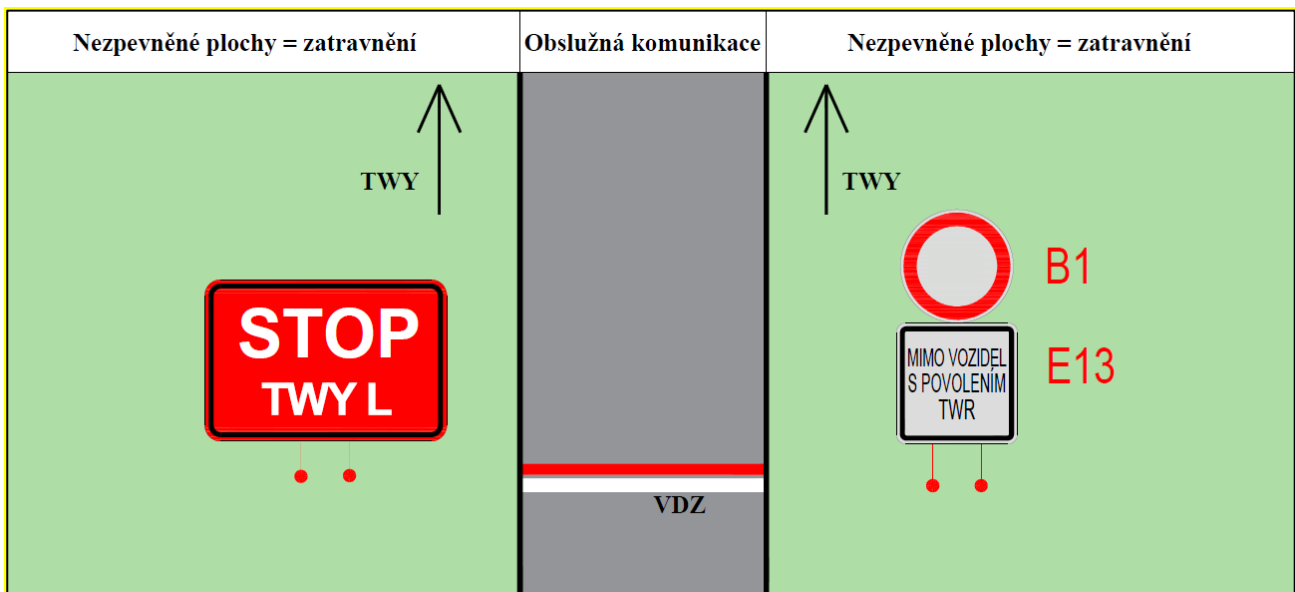 Nezpevněné plochy = zatravnění
Obslužná komunikace
Nezpevněné plochy = zatravnění
TWY
TWY
STOP
TWY L
B1
MIMO VOZIDEL
S POVOLENÍM
TWR
E13
VDZ